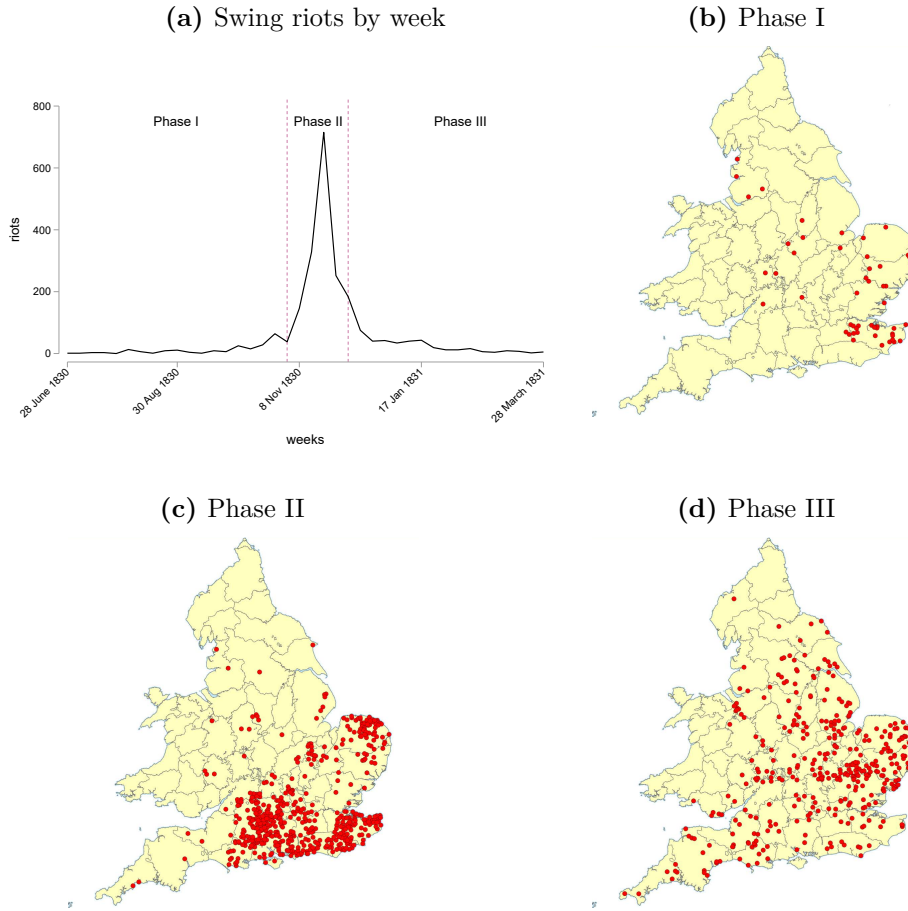 (a) Swing riots by week
(b) Phase I
800
600
400
200
0
riots
Phase I
Phase II
Phase III
28 June 1830
30 Aug 1830
8 Nov 1830
17 Jan 1831
28 March 1831
weeks
(c) Phase II
(d) Phase III